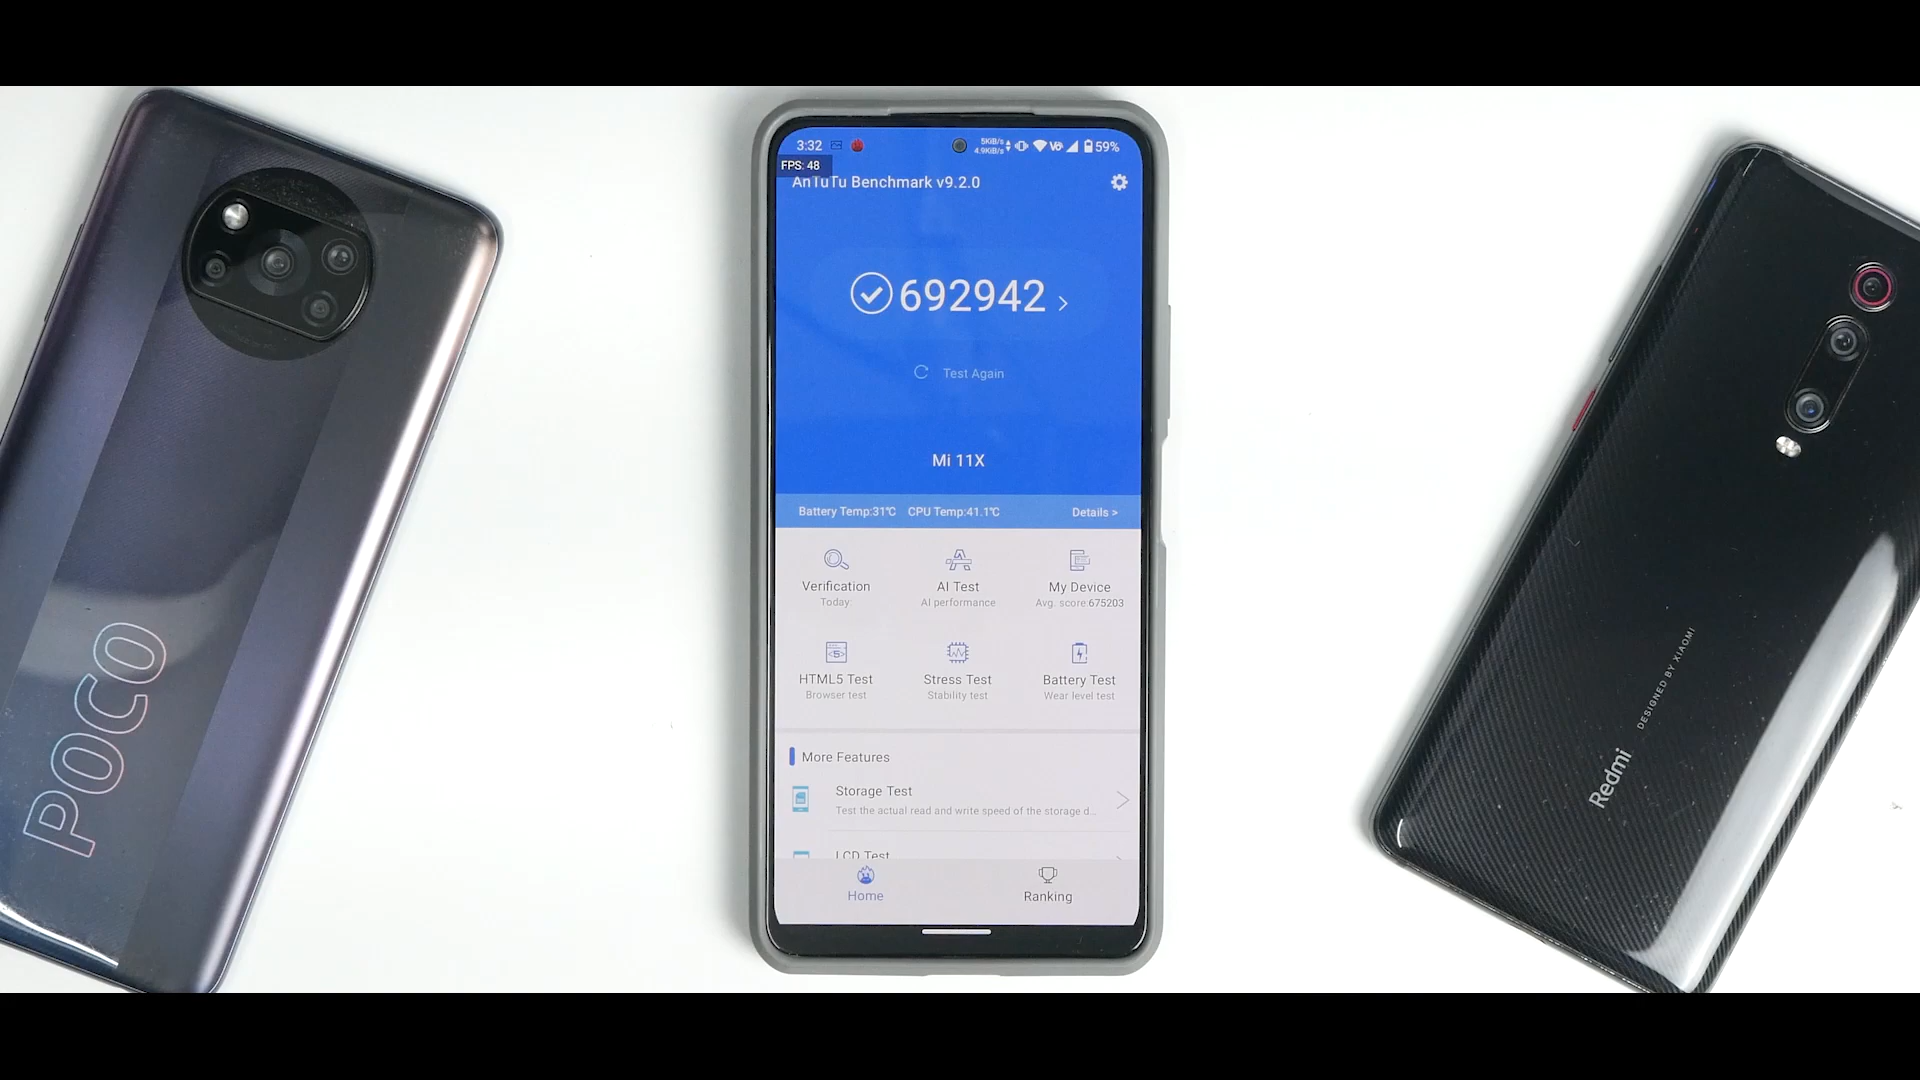 3:32
5KiB/s
4.9KiB/s
59%
FPS: 48
AnTuTu Benchmark v9.2.0
692942
Test Again
Mi 11X
Battery Temp:31℃ CPU Temp:41.1℃ Details >
Verification
Today:
AI Test
AI performance
My Device
Avg. score:675203
HTML5 Test
Browser test
Stress Test
Stability test
Battery Test
Wear level test
More Features
Storage Test
Test the actual read and write speed of the storage d...
LCD Test
Home
Ranking
POCO
Redmi
DESIGNED BY XIAOMI